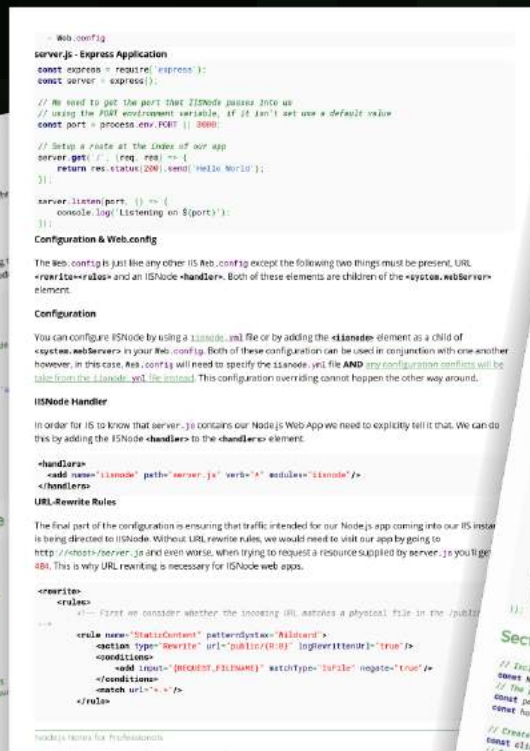 - Web.config
server.js - Express Application
const express = require('express');
const server = express();
// We need to get the port that IISNode passes into us
// using the PORT environment variable, if it isn't set use a default value
const port = process.env.PORT || 3000;
// Setup a route at the index of our app
server.get('/', (req, res) => {
return res.status(200).send('Hello World');
});
server.listen(port, () => {
console.log(`Listening on ${port}`);
});
Configuration & Web.config
The Web.config is just like any other IIS Web.config except the following two things must be present, URL
<rewrite><rules> and an IISNode <handler>. Both of these elements are children of the <system.webServer>
element.
Configuration
You can configure IISNode by using a iisnode.yml file or by adding the <iisnode> element as a child of
<system.webServer> in your Web.config. Both of these configuration can be used in conjunction with one another
however, in this case, Web.config will need to specify the iisnode.yml file AND any configuration conflicts will be
take from the iisnode.yml file instead. This configuration overriding cannot happen the other way around.
IISNode Handler
In order for IIS to know that server.js contains our Node.js Web App we need to explicitly tell it that. We can do
this by adding the IISNode <handler> to the <handlers> element.
<handlers>
<add name="iisnode" path="server.js" verb="*" modules="iisnode"/>
</handlers>
URL-Rewrite Rules
The final part of the configuration is ensuring that traffic intended for our Node.js app coming into our IIS
is being directed to IISNode. Without URL rewrite rules, we would need to visit our app by going to
http://<host>/server.js and even worse, when trying to request a resource supplied by server.js you'll
404. This is why URL rewriting is necessary for IISNode web apps.
<rewrite>
<rules>
<!-- First we consider whether the incoming URL matches a physical file in the
-->
<rule name="StaticContent" patternSyntax="Wildcard">
<action type="Rewrite" url="public/{R:0}" logRewrittenUrl="true"/>
<conditions>
<add input="{REQUEST_FILENAME}" matchType="IsFile" negate="true"/>
</conditions>
<match url="*.*"/>
</rule>
Node.js Notes for Professionals
});
// Create